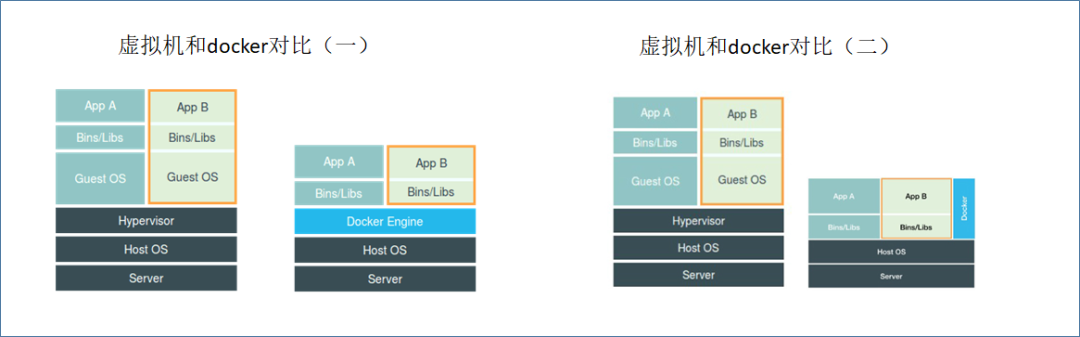 虚拟机和docker对比（一）
App A
App B
Bins/Libs
Bins/Libs
Guest OS
Guest OS
Hypervisor
Host OS
Server
App A
App B
Bins/Libs
Bins/Libs
Docker Engine
Host OS
Server
虚拟机和docker对比（二）
App A
App B
Bins/Libs
Bins/Libs
Guest OS
Guest OS
Hypervisor
Host OS
Server
App A
App B
Docker
Bins/Libs
Bins/Libs
Host OS
Server